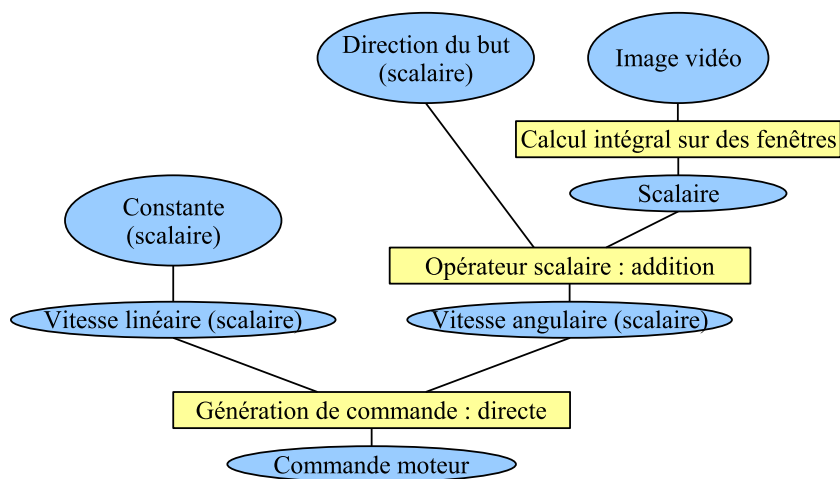 Direction du but
(scalaire)
Image vidéo
Calcul intégral sur des fenêtres
Scalaire
Constante
(scalaire)
Opérateur scalaire : addition
Vitesse linéaire (scalaire)
Vitesse angulaire (scalaire)
Génération de commande : directe
Commande moteur